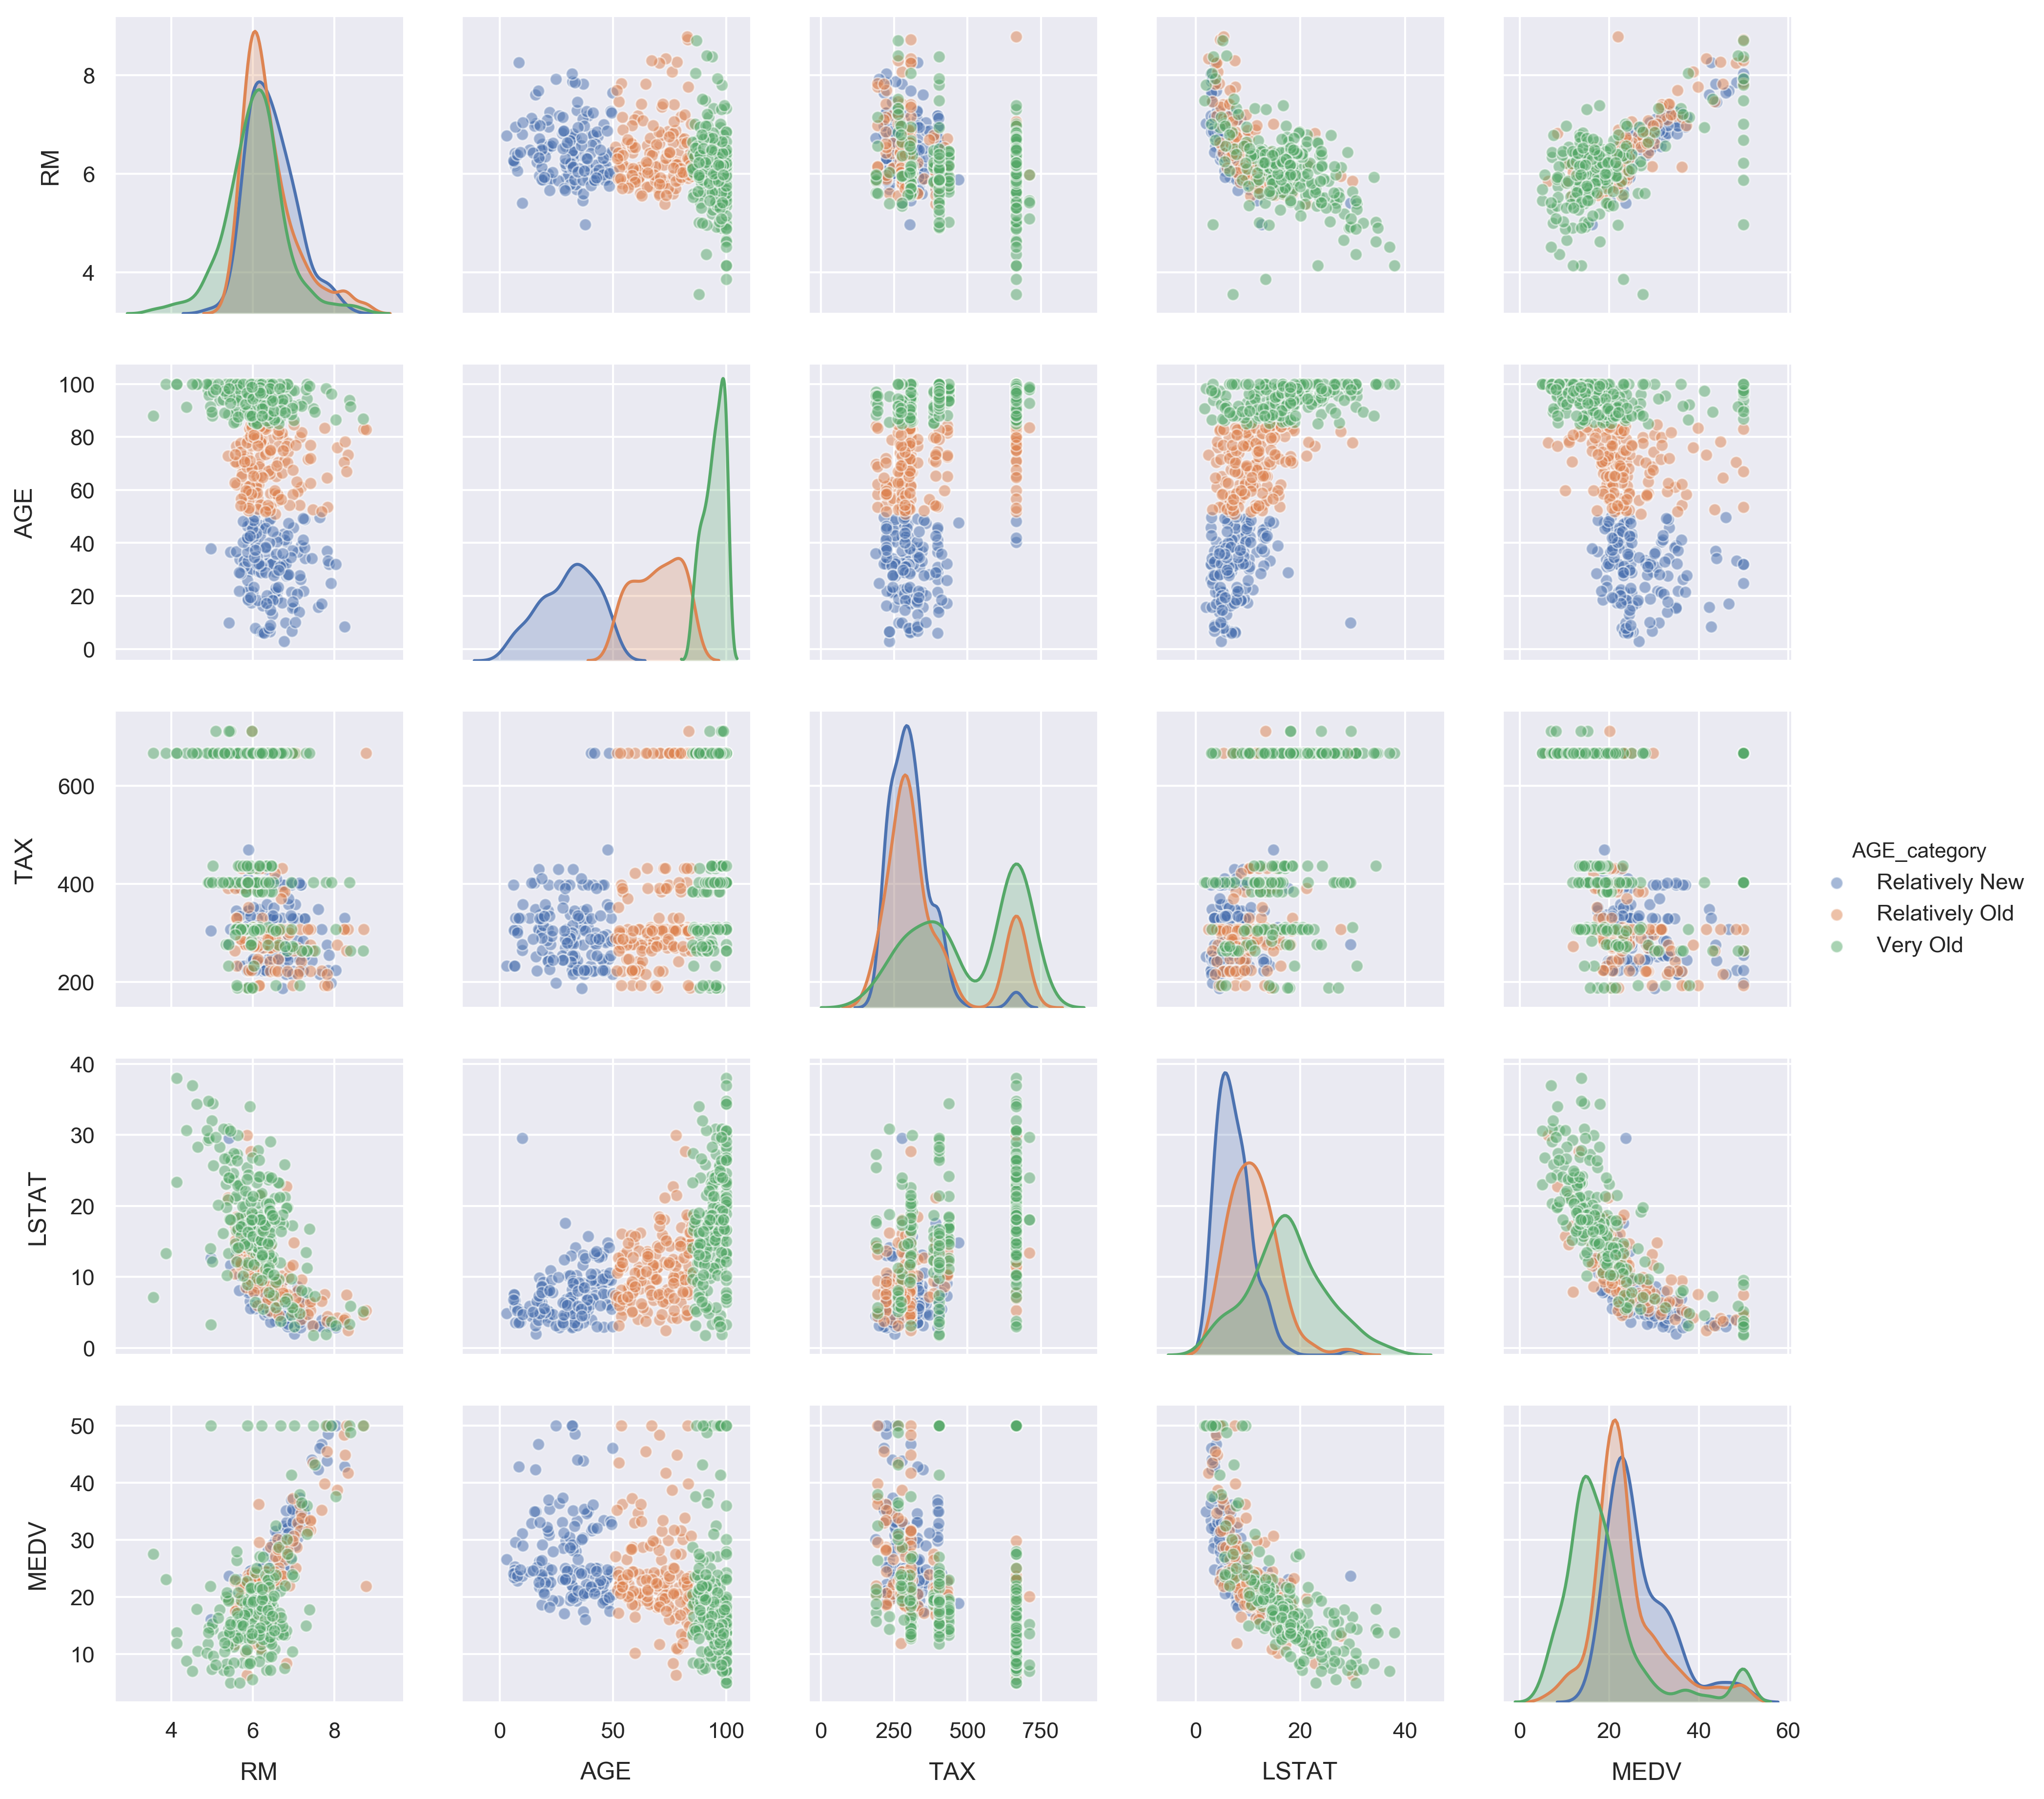 8
6
4
RM
100
80
60
40
20
0
AGE
600
400
200
TAX
AGE_category
Relatively New
Relatively Old
Very Old
40
30
20
10
0
LSTAT
50
40
30
20
10
MEDV
4 6 8
0 50 100
0 250 500 750
0 20 40
0 20 40 60
RM
AGE
TAX
LSTAT
MEDV